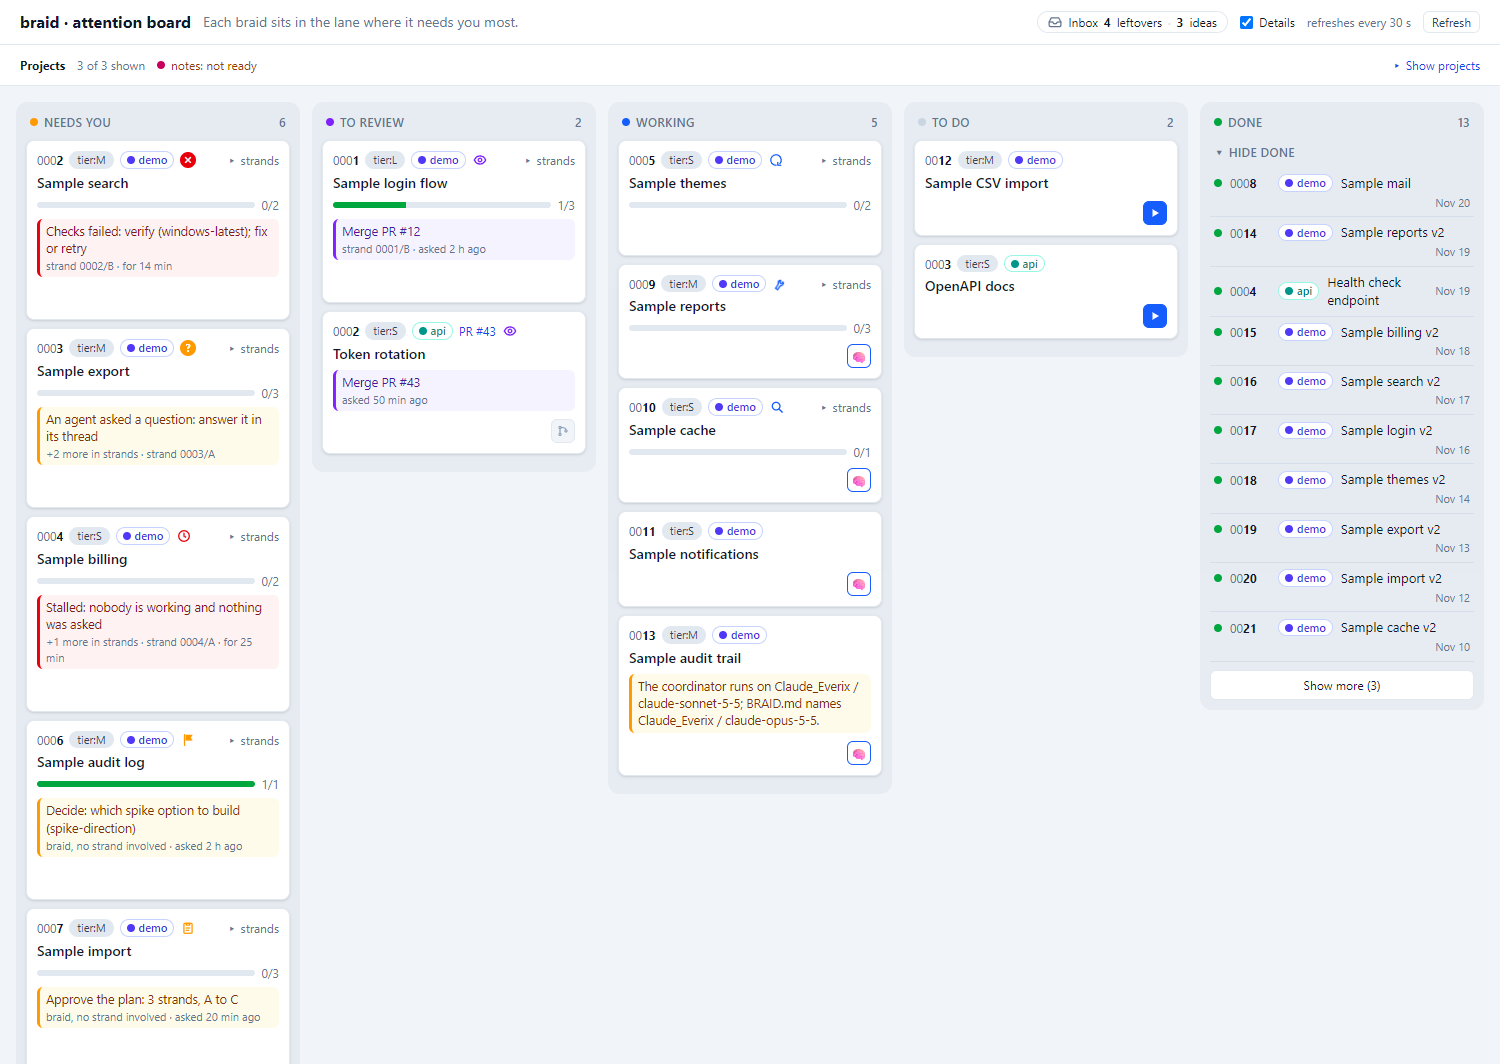 braid · attention board
Each braid sits in the lane where it needs you most.
Inbox 4 leftovers · 3 ideas
Details
refreshes every 30 s
Refresh
Projects
3 of 3 shown
notes: not ready
Show projects
NEEDS YOU
6
0002 tier:M demo strands
Sample search
0/2
Checks failed: verify (windows-latest); fix
or retry
strand 0002/B · for 14 min
0003 tier:M demo strands
Sample export
0/3
An agent asked a question: answer it in
its thread
+2 more in strands · strand 0003/A
0004 tier:S demo strands
Sample billing
0/2
Stalled: nobody is working and nothing
was asked
+1 more in strands · strand 0004/A · for 25
min
0006 tier:M demo strands
Sample audit log
1/1
Decide: which spike option to build
(spike-direction)
braid, no strand involved · asked 2 h ago
0007 tier:M demo strands
Sample import
0/3
Approve the plan: 3 strands, A to C
braid, no strand involved · asked 20 min ago
TO REVIEW
2
0001 tier:L demo strands
Sample login flow
1/3
Merge PR #12
strand 0001/B · asked 2 h ago
0002 tier:S api PR #43
Token rotation
Merge PR #43
asked 50 min ago
WORKING
5
0005 tier:S demo strands
Sample themes
0/2
0009 tier:M demo strands
Sample reports
0/3
0010 tier:S demo strands
Sample cache
0/1
0011 tier:S demo
Sample notifications
0013 tier:M demo
Sample audit trail
The coordinator runs on Claude_Everix /
claude-sonnet-5-5; BRAID.md names
Claude_Everix / claude-opus-5-5.
TO DO
2
0012 tier:M demo
Sample CSV import
0003 tier:S api
OpenAPI docs
DONE
13
HIDE DONE
0008 demo Sample mail
Nov 20
0014 demo Sample reports v2
Nov 19
0004 api Health check
endpoint
Nov 19
0015 demo Sample billing v2
Nov 18
0016 demo Sample search v2
Nov 17
0017 demo Sample login v2
Nov 16
0018 demo Sample themes v2
Nov 14
0019 demo Sample export v2
Nov 13
0020 demo Sample import v2
Nov 12
0021 demo Sample cache v2
Nov 10
Show more (3)